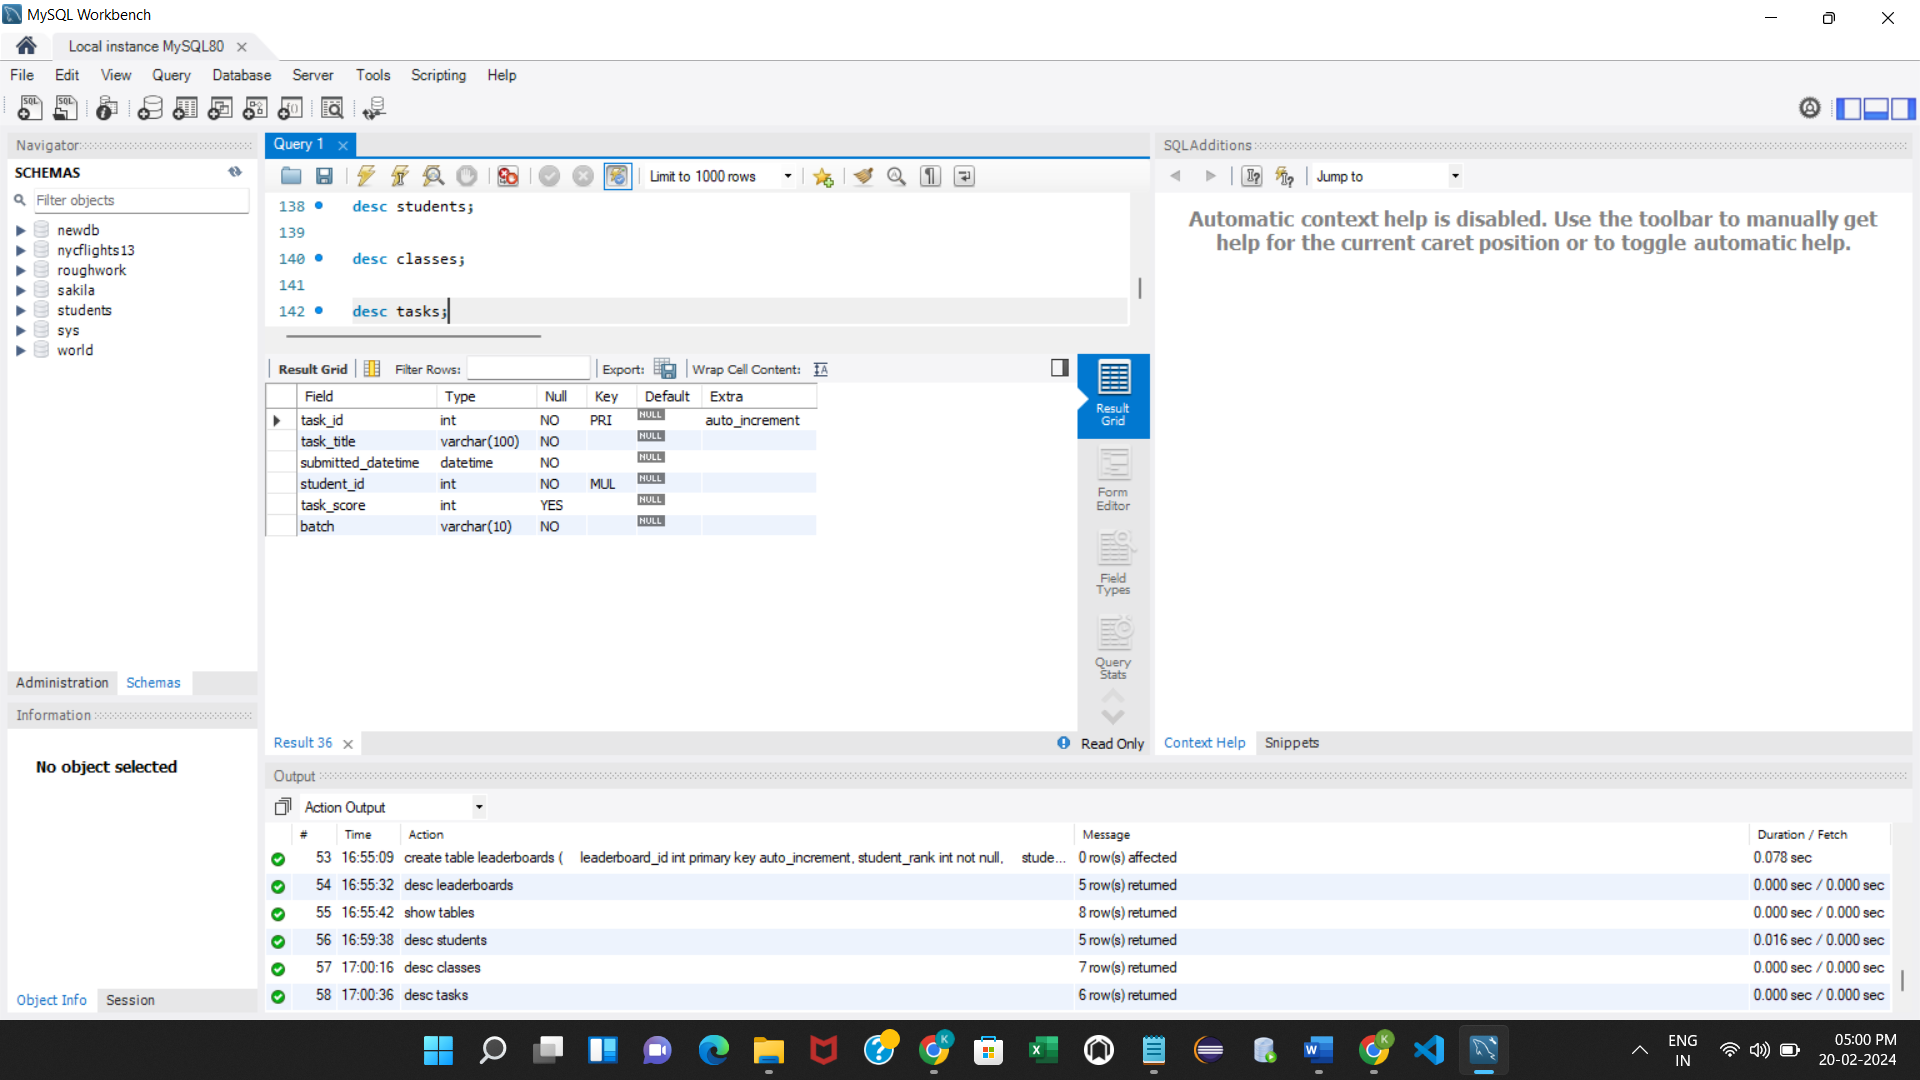 MySQL Workbench
Local instance MySQL80
File Edit View Query Database Server Tools Scripting Help
Navigator
SCHEMAS
Filter objects
newdb
nycflights13
roughwork
sakila
students
sys
world
Administration Schemas
Information
No object selected
Object Info Session
Query 1
Limit to 1000 rows
138 desc students;
139
140 desc classes;
141
142 desc tasks;
Result Grid Filter Rows: Export: Wrap Cell Content:
Field Type Null Key Default Extra
task_id int NO PRI NULL auto_increment
task_title varchar(100) NO NULL
submitted_datetime datetime NO NULL
student_id int NO MUL NULL
task_score int YES NULL
batch varchar(10) NO NULL
Result
Grid
Form
Editor
Field
Types
Query
Stats
Result 36
Read Only
SQLAdditions
Jump to
Automatic context help is disabled. Use the toolbar to manually get
help for the current caret position or to toggle automatic help.
Context Help Snippets
Output
Action Output
# Time Action Message Duration / Fetch
53 16:55:09 create table leaderboards ( leaderboard_id int primary key auto_increment, student_rank int not null, stude... 0 row(s) affected 0.078 sec
54 16:55:32 desc leaderboards 5 row(s) returned 0.000 sec / 0.000 sec
55 16:55:42 show tables 8 row(s) returned 0.000 sec / 0.000 sec
56 16:59:38 desc students 5 row(s) returned 0.016 sec / 0.000 sec
57 17:00:16 desc classes 7 row(s) returned 0.000 sec / 0.000 sec
58 17:00:36 desc tasks 6 row(s) returned 0.000 sec / 0.000 sec
ENG
IN
05:00 PM
20-02-2024